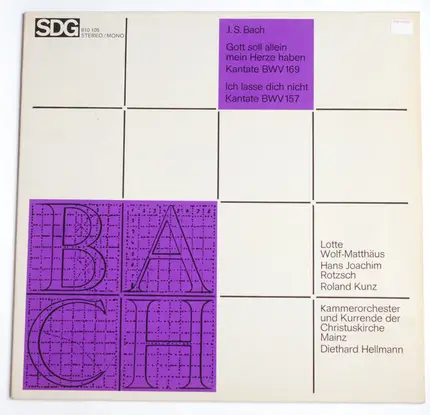 SDG 610 105
STEREO/MONO
J.S. Bach
Gott soll allein
mein Herze haben
Kantate BWV 169
Ich lasse dich nicht
Kantate BWV 157
B A
C H
Lotte
Wolf-Matthäus
Hans Joachim
Rotzsch
Roland Kunz
Kammerorchester
und Kurrende der
Christuskirche
Mainz
Diethard Hellmann